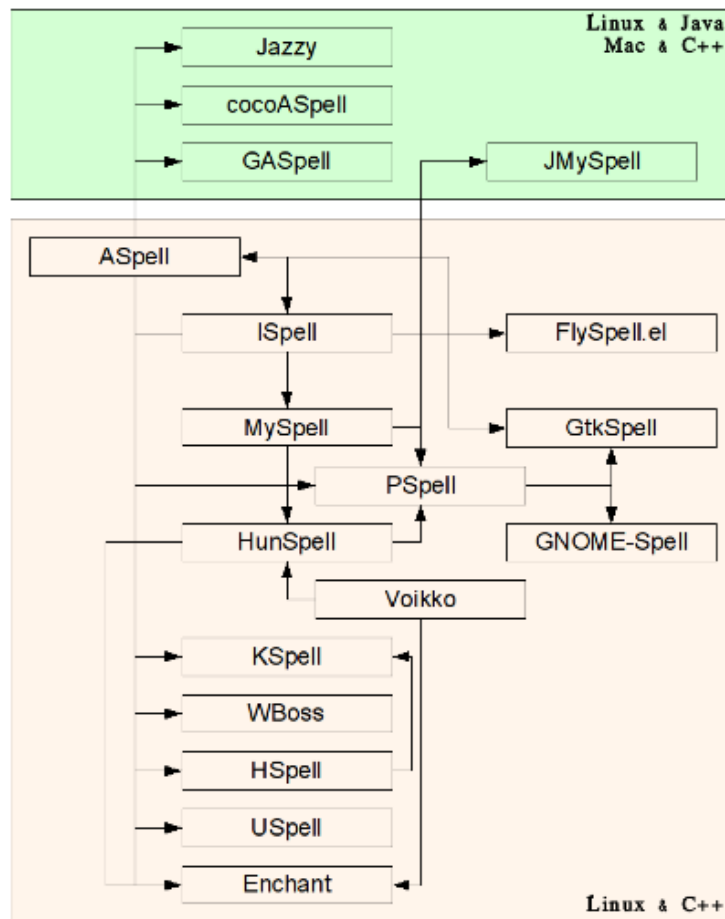 Linux & Java
Mac & C++
Jazzy
cocoASpell
GASpell
JMySpell
ASpell
ISpell
FlySpell.el
MySpell
GtkSpell
PSpell
HunSpell
GNOME-Spell
Voikko
KSpell
WBoss
HSpell
USpell
Enchant
Linux & C++